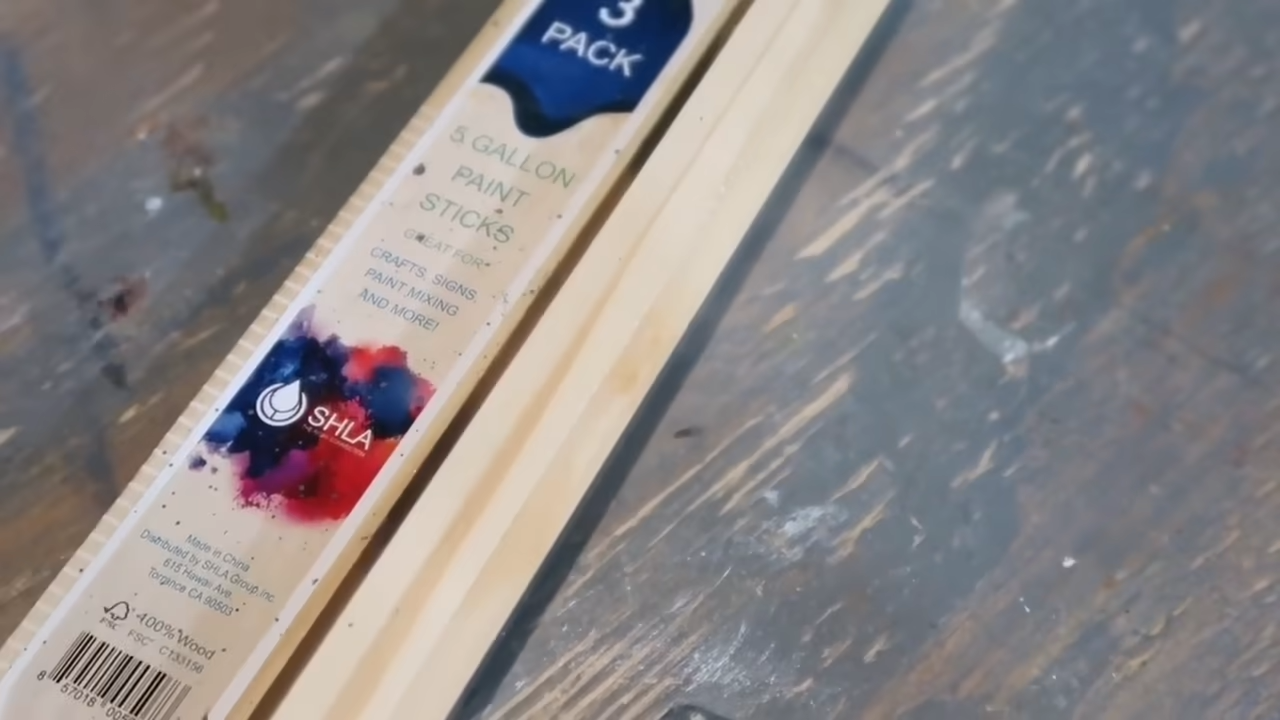 3
PACK
5 GALLON
PAINT
STICKS
GREAT FOR
CRAFTS, SIGNS,
PAINT MIXING
AND MORE!
SHLA
Made in China
Distributed by SHLA Group,inc.
615 Hawaii Ave.
Torrance CA 90503
FSC
100% Wood
FSC® C133156
8 57018 005